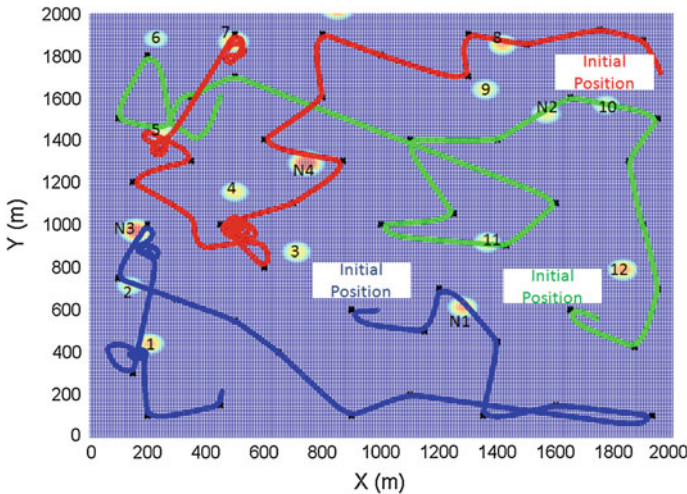 2000
1800
1600
1400
1200
1000
800
600
400
200
0
Y (m)
6
7
8
Initial
Position
9
N2
10
5
N4
4
N3
3
11
12
2
Initial
Position
Initial
Position
N1
1
0 200 400 600 800 1000 1200 1400 1600 1800 2000
X (m)